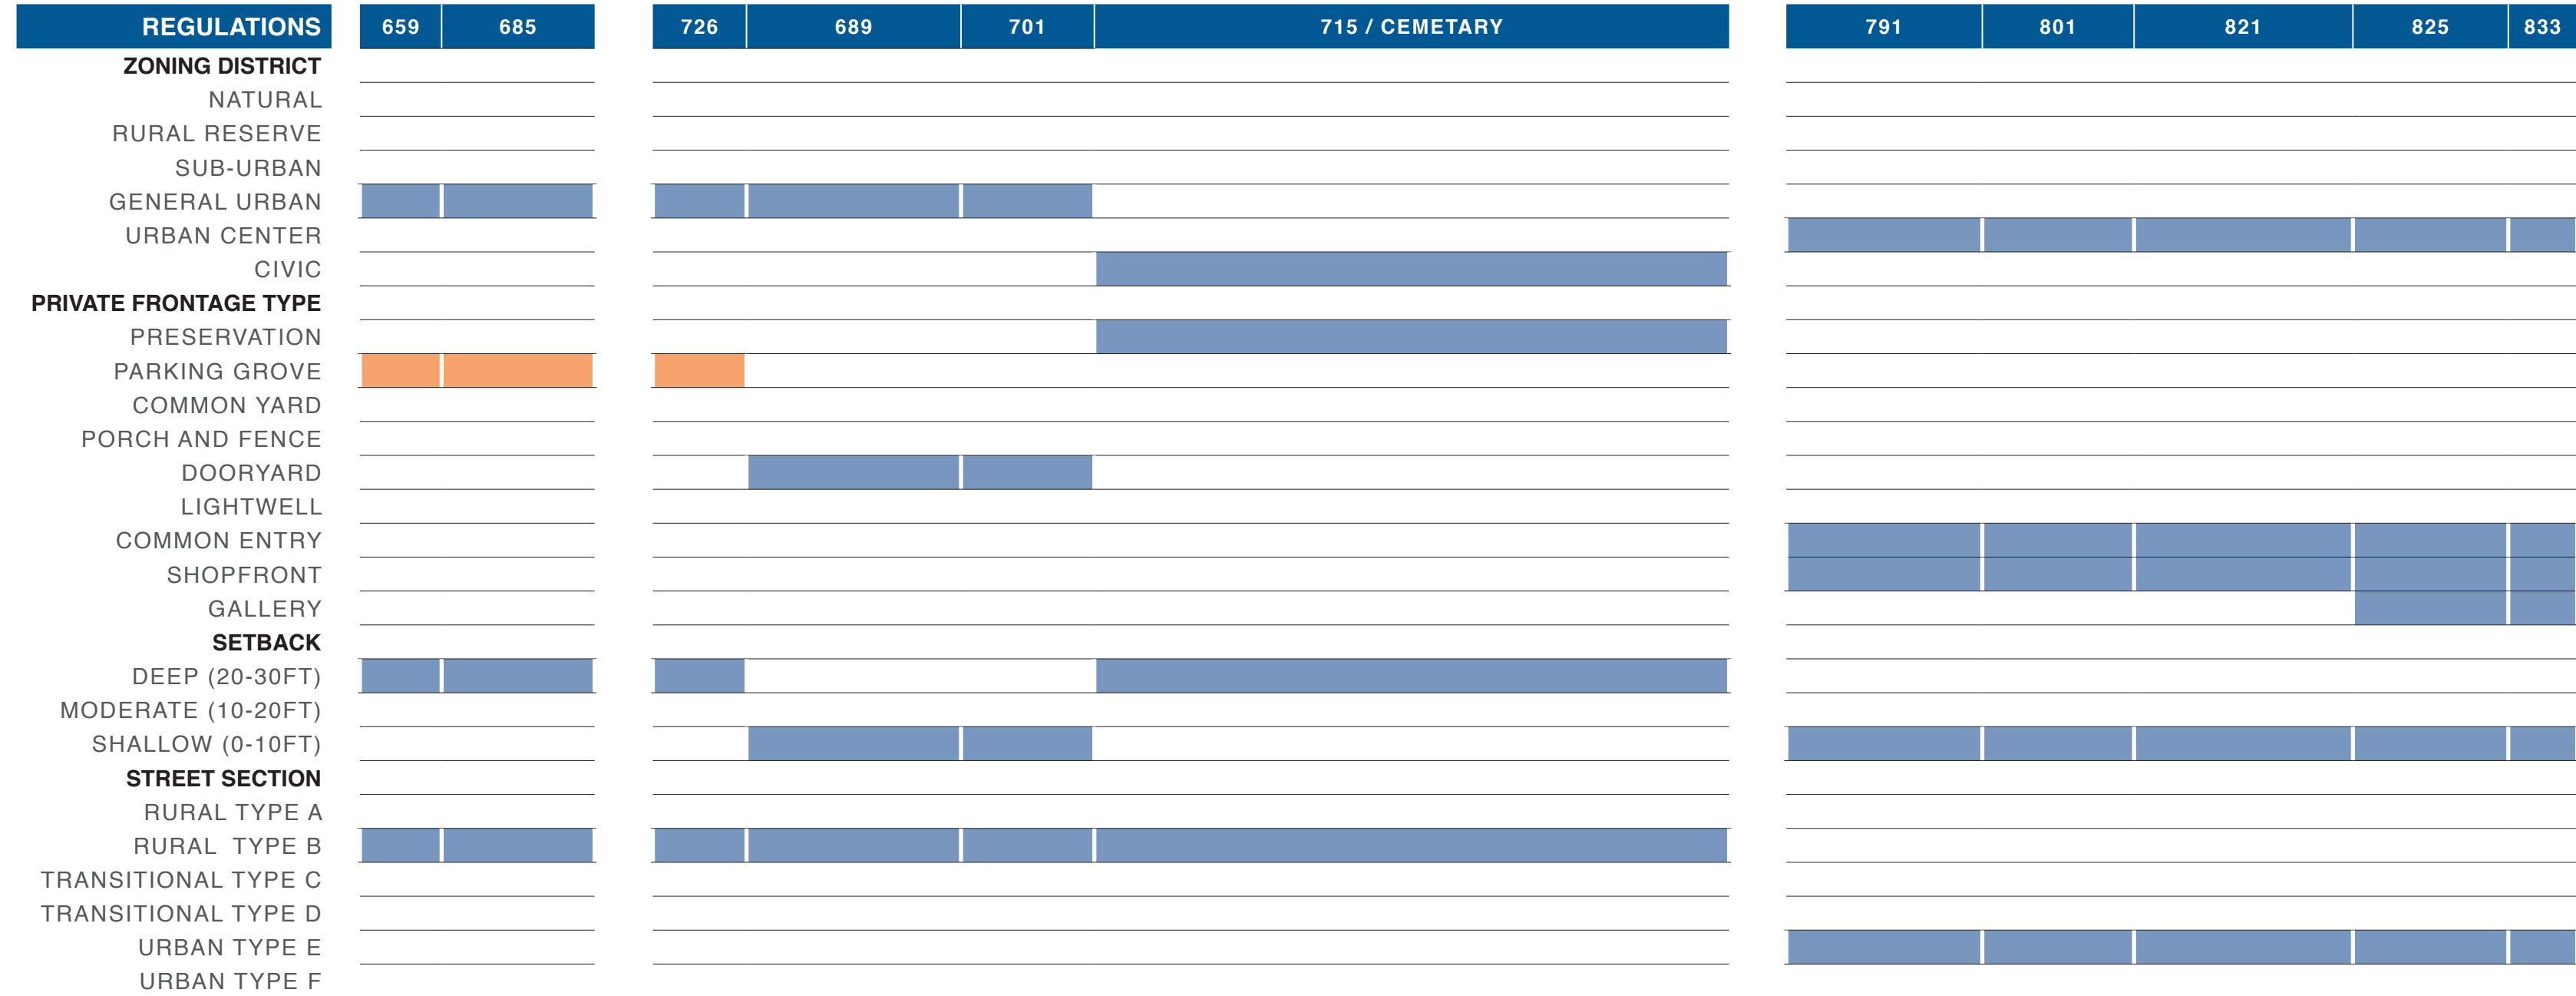 REGULATIONS 659 685 726 689 701 715 / CEMETARY 791 801 821 825 833
ZONING DISTRICT
NATURAL
RURAL RESERVE
SUB-URBAN
GENERAL URBAN
URBAN CENTER
CIVIC
PRIVATE FRONTAGE TYPE
PRESERVATION
PARKING GROVE
COMMON YARD
PORCH AND FENCE
DOORYARD
LIGHTWELL
COMMON ENTRY
SHOPFRONT
GALLERY
SETBACK
DEEP (20-30FT)
MODERATE (10-20FT)
SHALLOW (0-10FT)
STREET SECTION
RURAL TYPE A
RURAL TYPE B
TRANSITIONAL TYPE C
TRANSITIONAL TYPE D
URBAN TYPE E
URBAN TYPE F